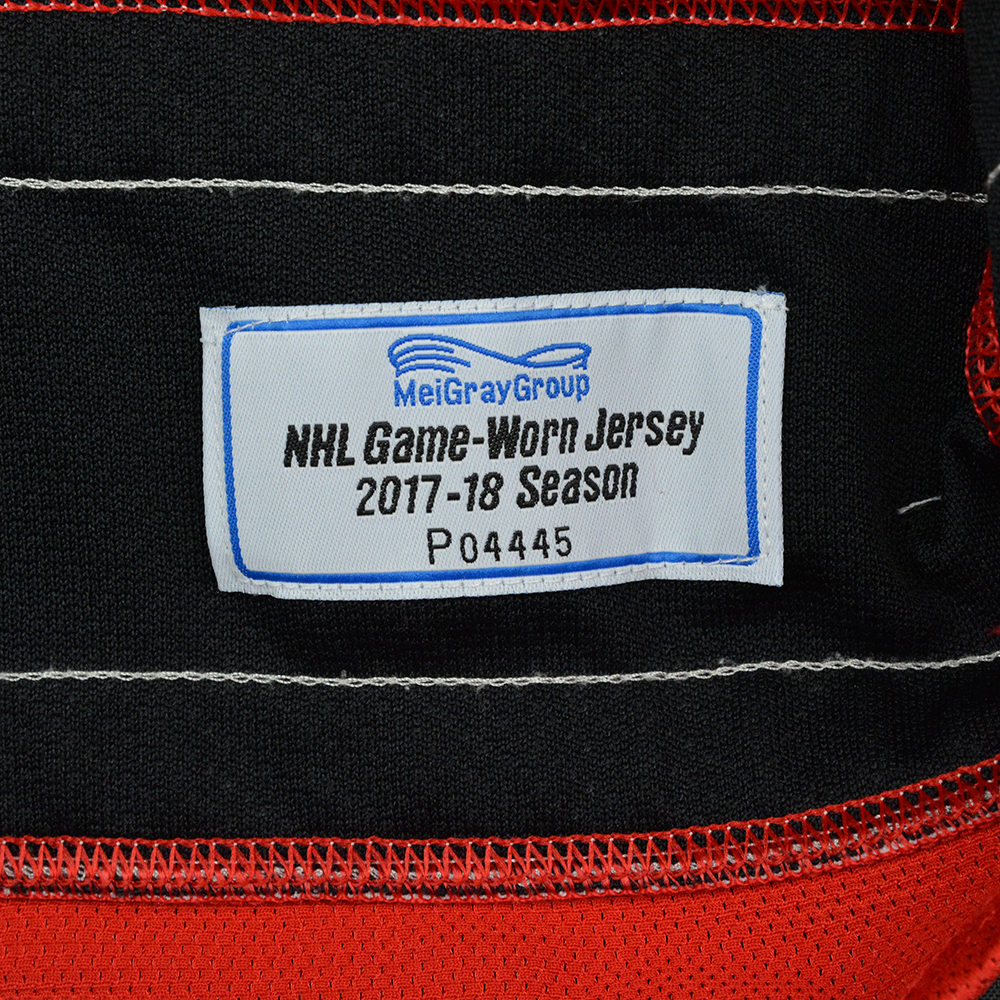 MeiGrayGroup
NHL Game-Worn Jersey
2017-18 Season
P04445